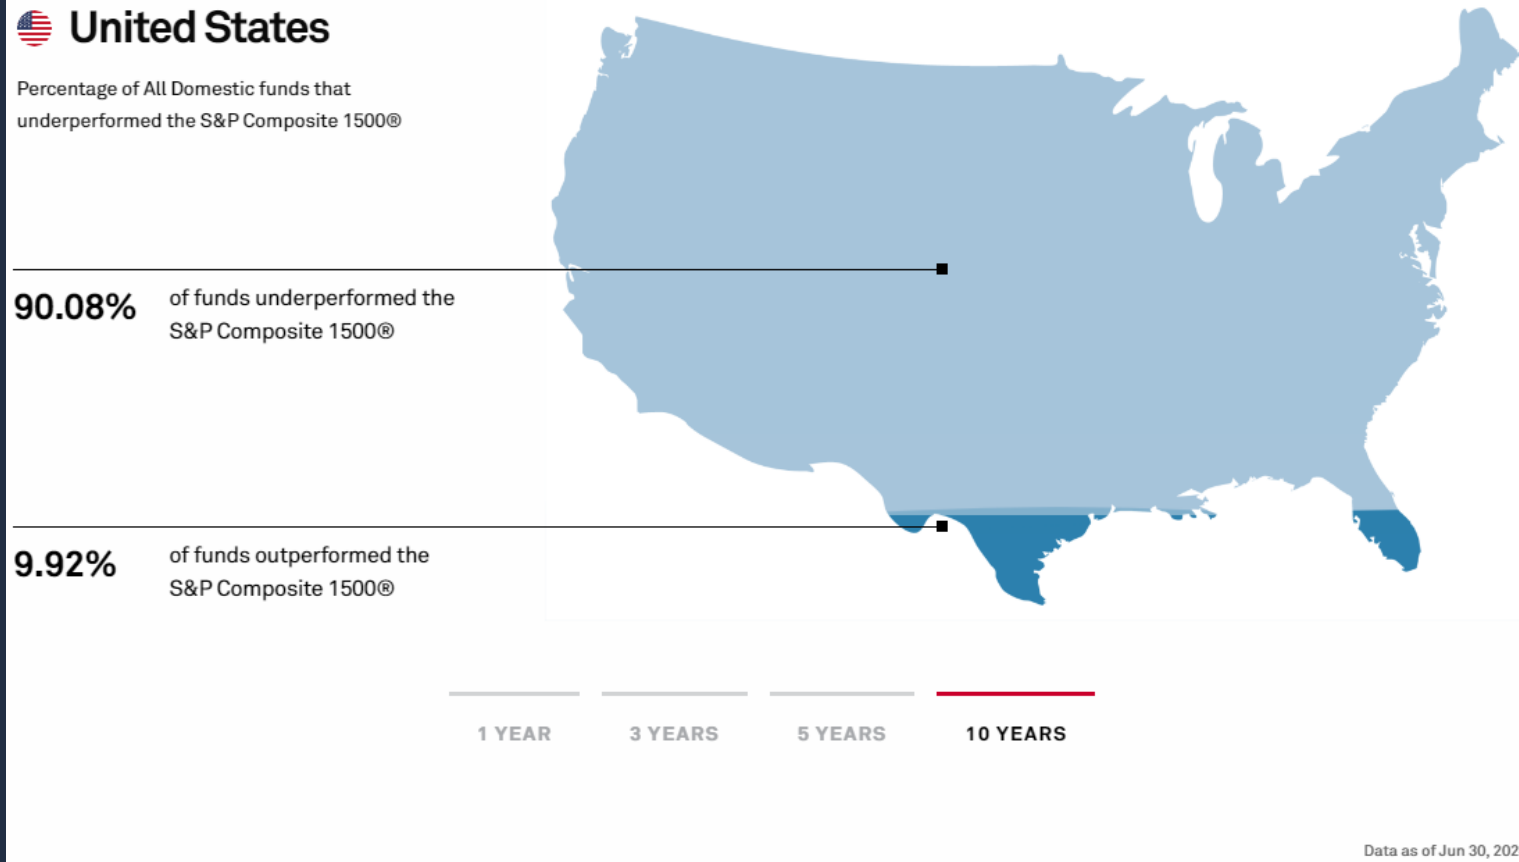 United States
Percentage of All Domestic funds that
underperformed the S&P Composite 1500®
90.08%
of funds underperformed the
S&P Composite 1500®
9.92%
of funds outperformed the
S&P Composite 1500®
1 YEAR
3 YEARS
5 YEARS
10 YEARS
Data as of Jun 30, 202